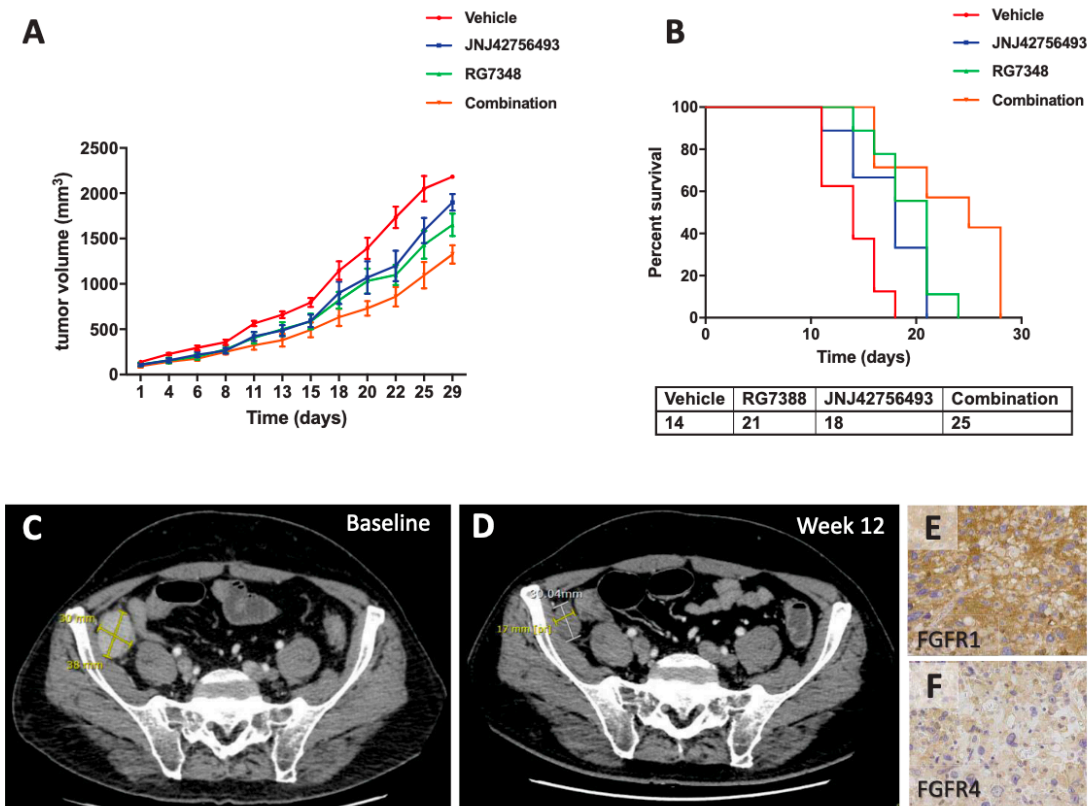 A
Vehicle
JNJ42756493
RG7348
Combination
2500
2000
1500
1000
500
0
tumor volume (mm3)
1 4 6 8 11 13 15 18 20 22 25 29
Time (days)
B
Vehicle
JNJ42756493
RG7348
Combination
100
80
60
40
20
0
Percent survival
0 10 20 30
Time (days)
Vehicle RG7388 JNJ42756493 Combination
14 21 18 25
C
Baseline
30 mm
38 mm
D
Week 12
30.04mm
17 mm [pr]
E
FGFR1
F
FGFR4